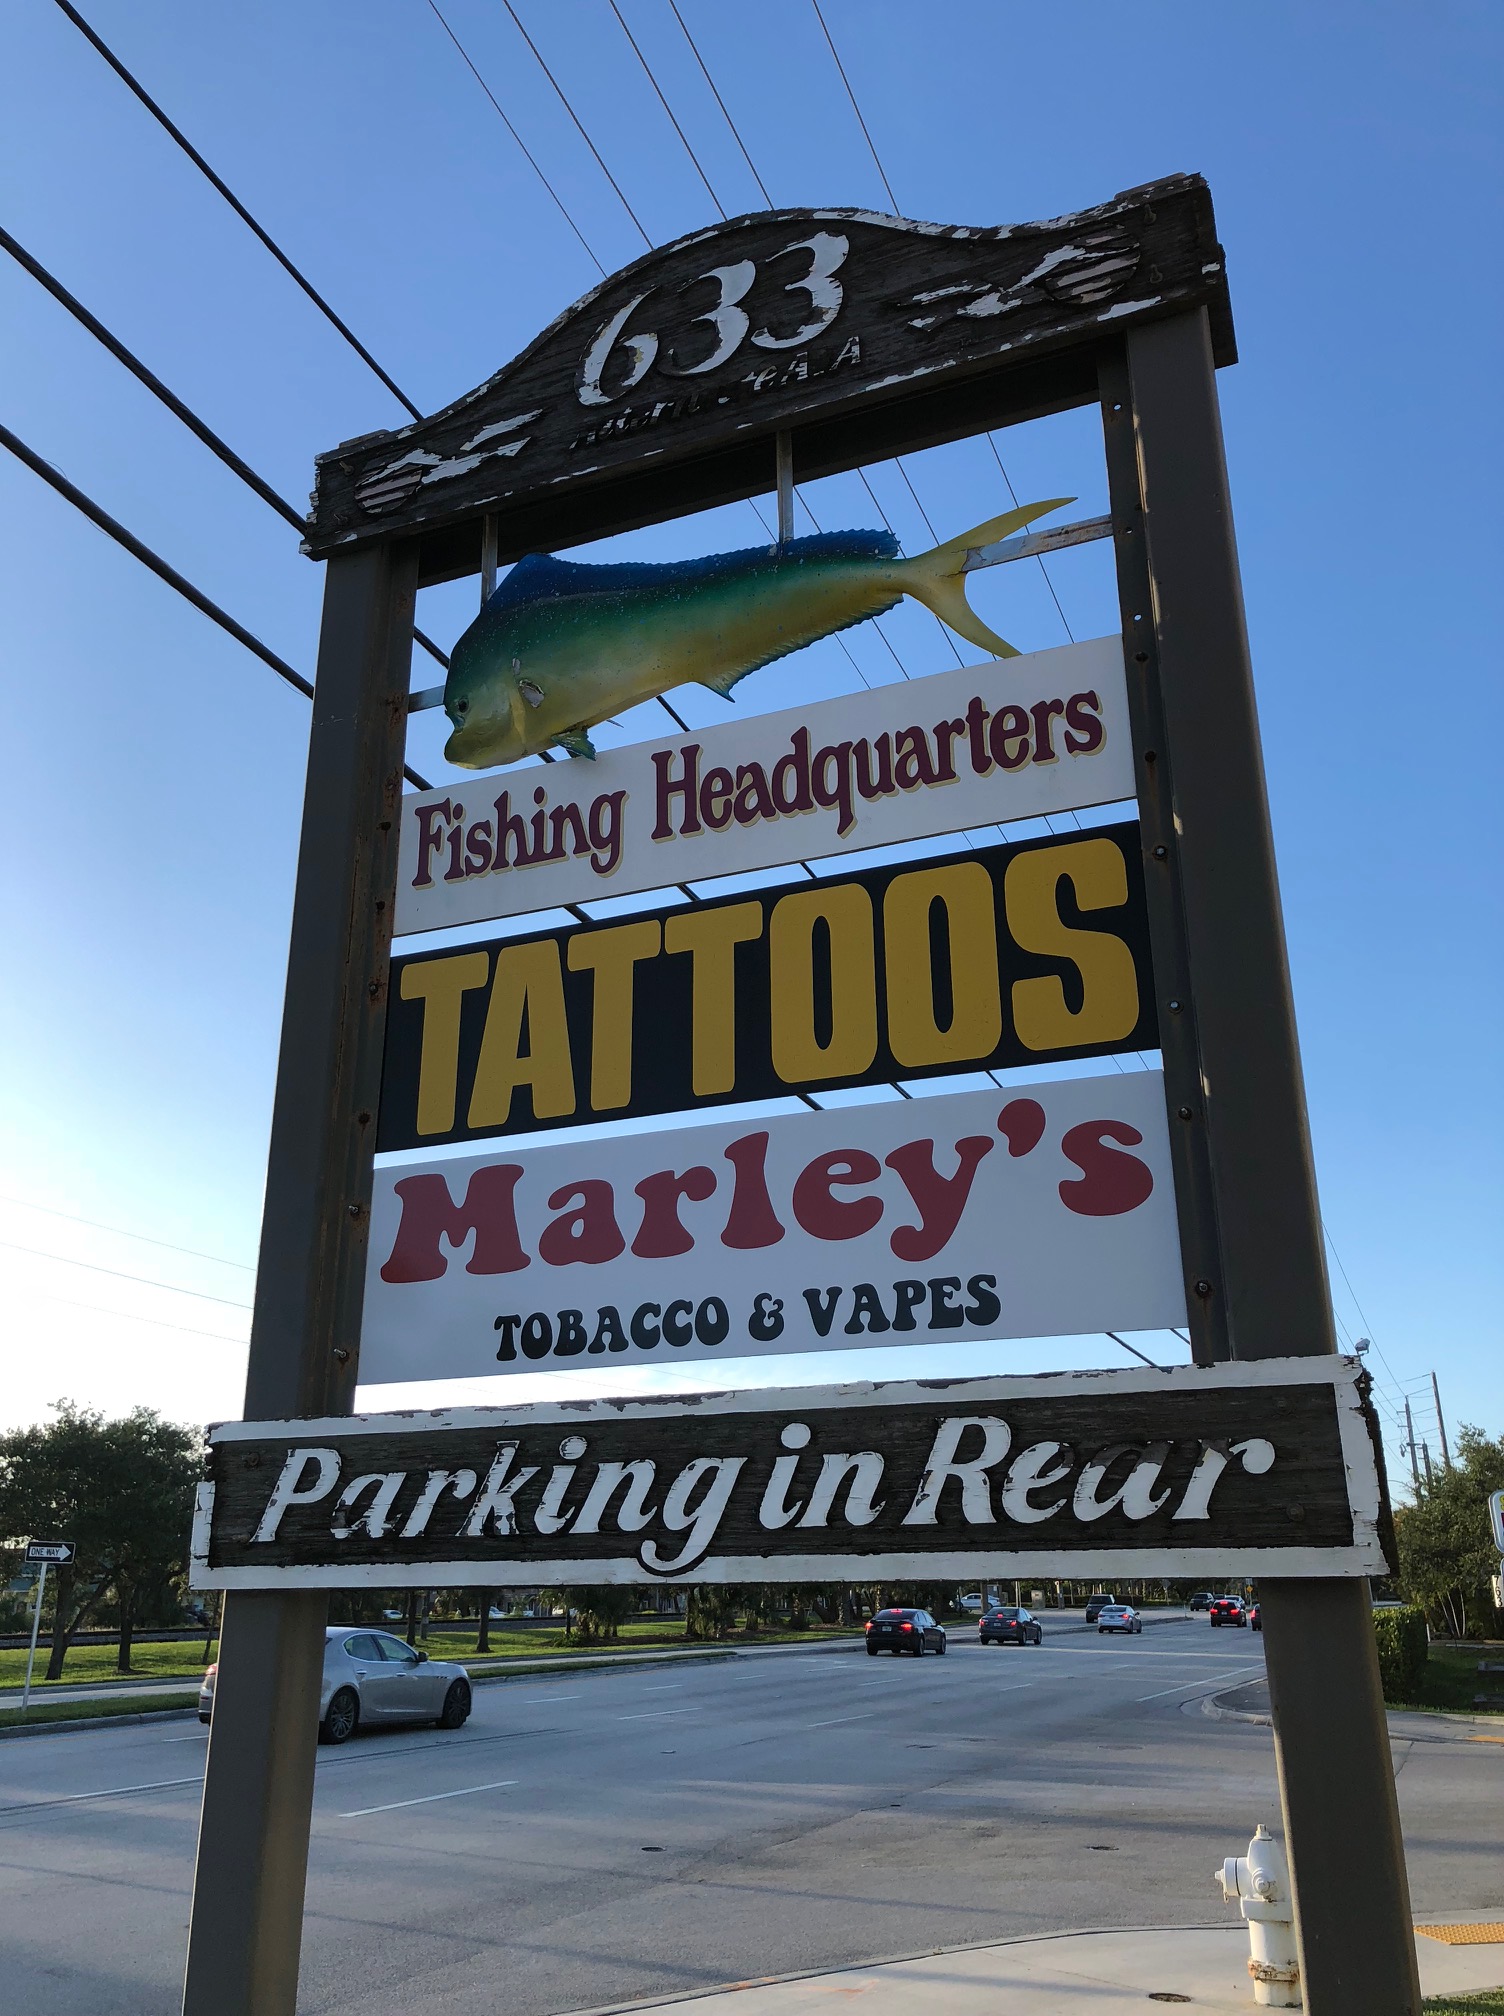 633
Fishing Headquarters
TATTOOS
Marley's
TOBACCO & VAPES
Parking in Rear
ONE WAY